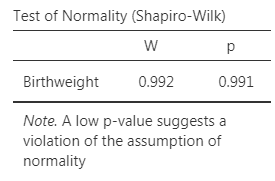 Test of Normality (Shapiro-Wilk)
W p
Birthweight 0.992 0.991
Note. A low p-value suggests a
violation of the assumption of
normality